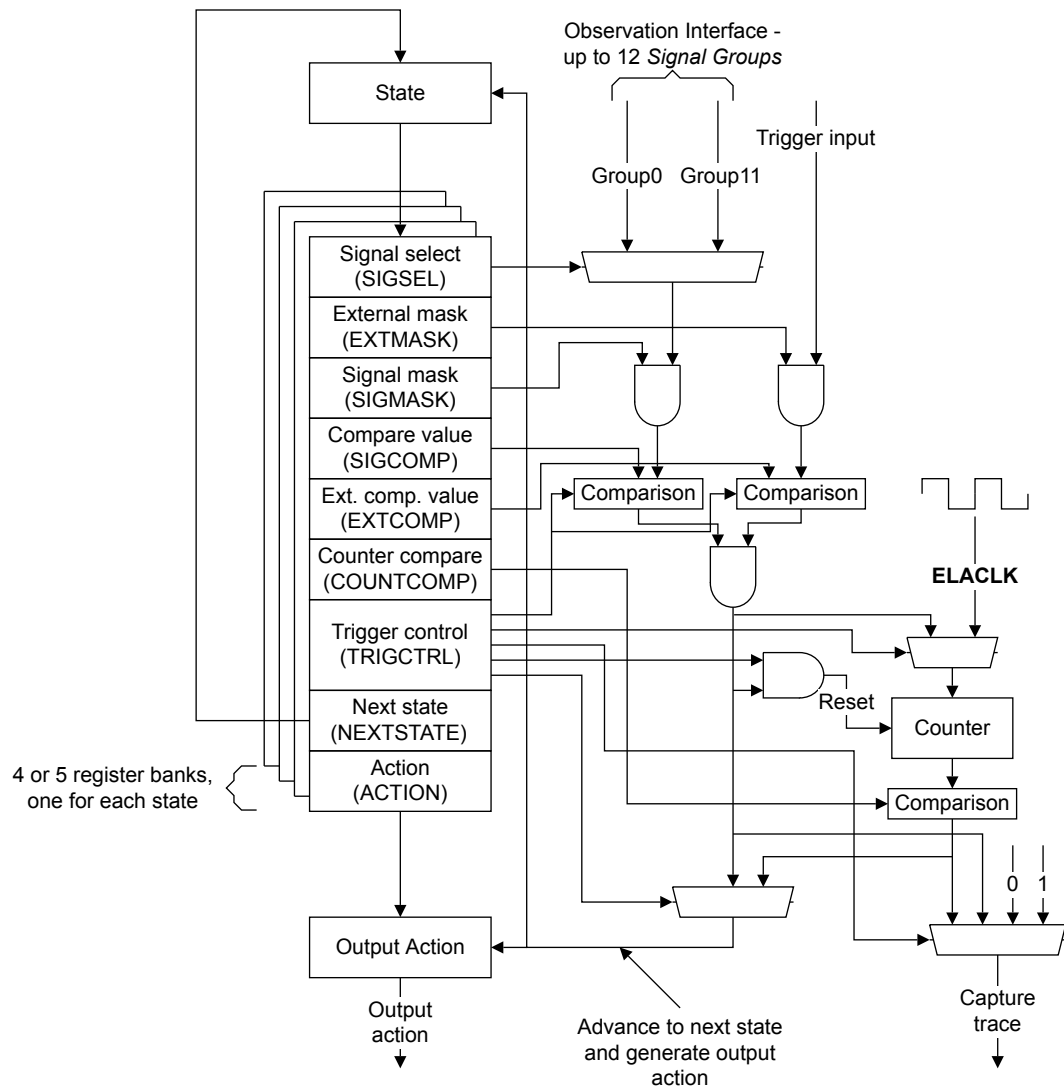 Observation Interface -
up to 12 Signal Groups
State
Trigger input
Group0
Group11
Signal select
(SIGSEL)
External mask
(EXTMASK)
Signal mask
(SIGMASK)
Compare value
(SIGCOMP)
Comparison
Comparison
Ext. comp. value
(EXTCOMP)
Counter compare
(COUNTCOMP)
ELACLK
Trigger control
(TRIGCTRL)
Reset
Next state
(NEXTSTATE)
Counter
4 or 5 register banks,
one for each state
Action
(ACTION)
Comparison
0
1
Output Action
Output
action
Advance to next state
and generate output
action
Capture
trace